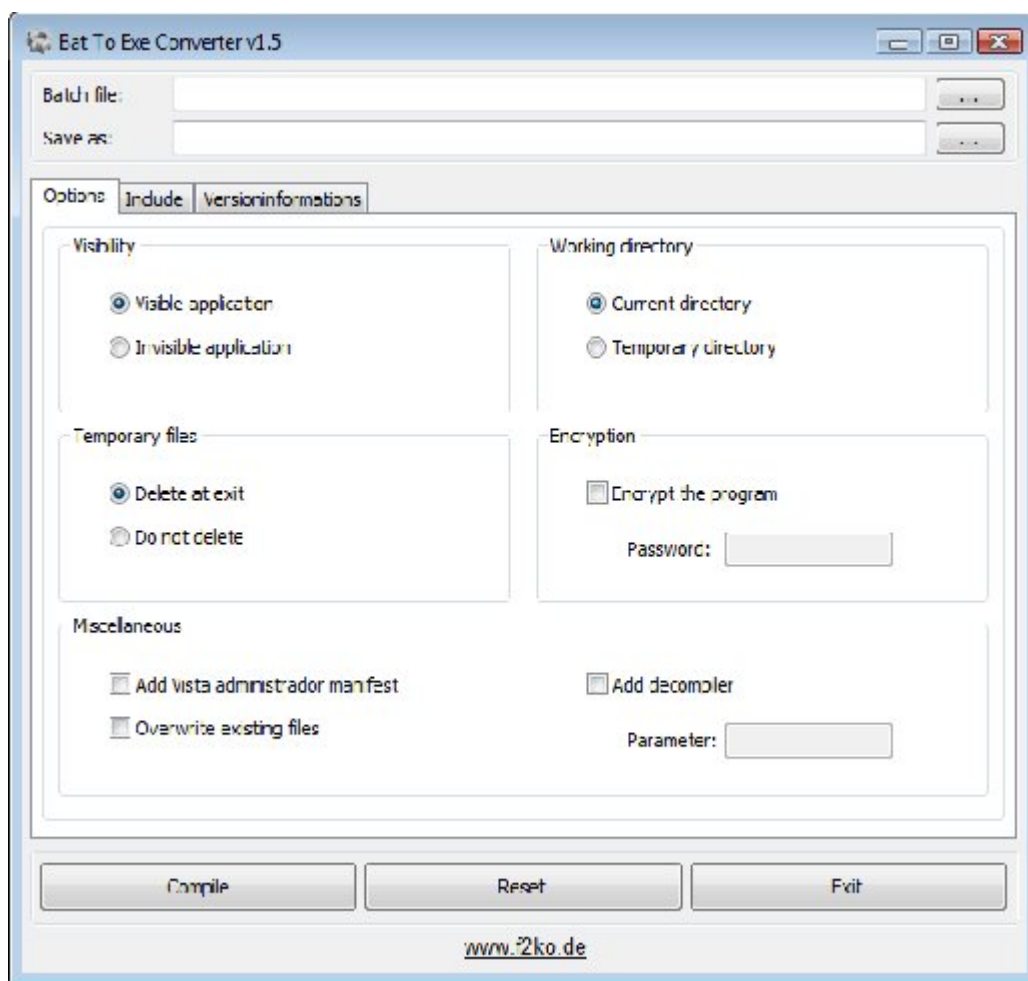 Bat To Exe Converter v1.5
Batch file: ...
Save as: ...
Options Include Versioninformations
Visibility Working directory
Visible application Current directory
Invisible application Temporary directory
Temporary files Encryption
Delete at exit Encrypt the program
Do not delete Password:
Miscellaneous
Add Vista administrador manifest Add decompiler
Overwrite existing files Parameter:
Compile Reset Exit
www.f2ko.de